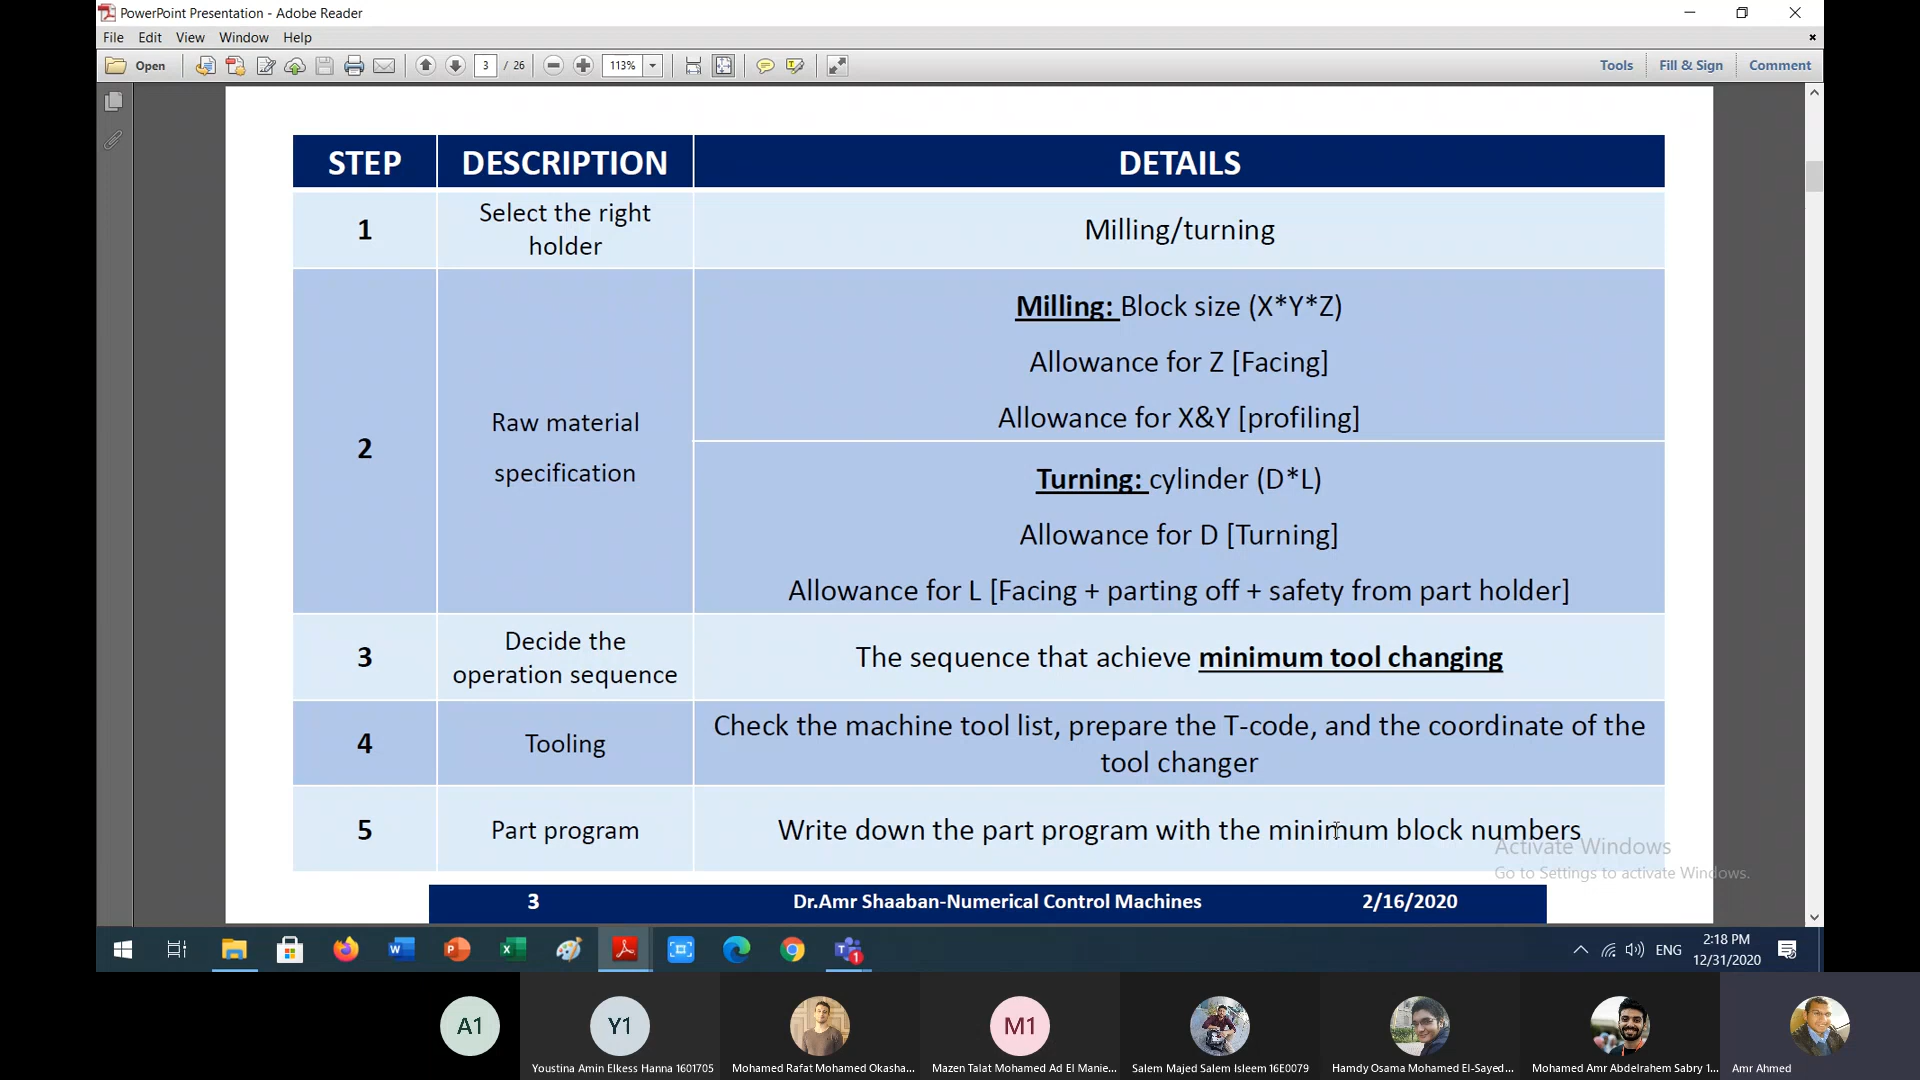 PowerPoint Presentation - Adobe Reader
File Edit View Window Help
Open 3 / 26 113% Tools Fill & Sign Comment
STEP DESCRIPTION DETAILS
1 Select the right holder Milling/turning
2 Raw material specification
Milling: Block size (X*Y*Z)
Allowance for Z [Facing]
Allowance for X&Y [profiling]
Turning: cylinder (D*L)
Allowance for D [Turning]
Allowance for L [Facing + parting off + safety from part holder]
3 Decide the operation sequence The sequence that achieve minimum tool changing
4 Tooling Check the machine tool list, prepare the T-code, and the coordinate of the
tool changer
5 Part program Write down the part program with the minimum block numbers
Activate Windows
Go to Settings to activate Windows.
3 Dr.Amr Shaaban-Numerical Control Machines 2/16/2020
1 ENG 2:18 PM
12/31/2020
A1 Y1 M1
Youstina Amin Elkess Hanna 1601705 Mohamed Rafat Mohamed Okasha... Mazen Talat Mohamed Ad El Manie... Salem Majed Salem Isleem 16E0079 Hamdy Osama Mohamed El-Sayed... Mohamed Amr Abdelrahem Sabry 1... Amr Ahmed